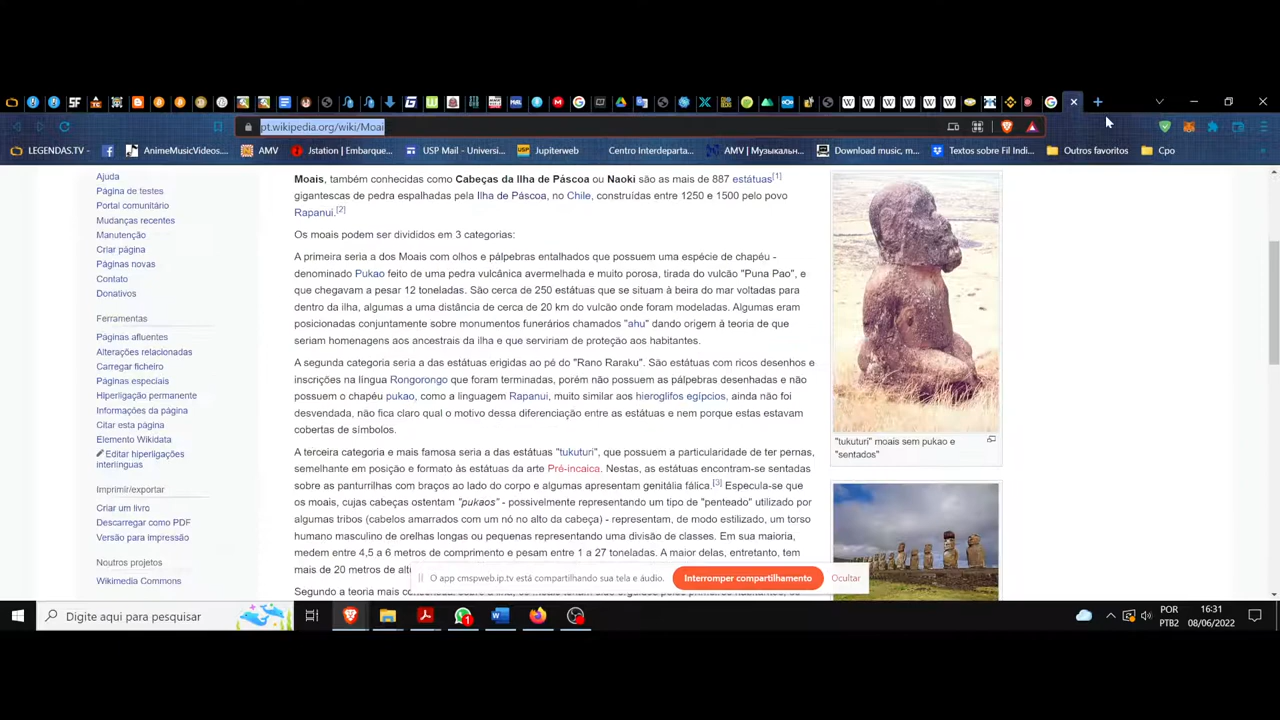 pt.wikipedia.org/wiki/Moai
LEGENDAS.TV - AnimeMusicVideos.... AMV Jstation | Embarque... USP Mail - Universi... Jupiterweb Centro Interdeparta... AMV | Музыкальн... Download music, m... Textos sobre Fil Indi... Outros favoritos Cpo
Ajuda
Página de testes
Portal comunitário
Mudanças recentes
Manutenção
Criar página
Páginas novas
Contato
Donativos
Ferramentas
Páginas afluentes
Alterações relacionadas
Carregar ficheiro
Páginas especiais
Hiperligação permanente
Informações da página
Citar esta página
Elemento Wikidata
Editar hiperligações
interlínguas
Imprimir/exportar
Criar um livro
Descarregar como PDF
Versão para impressão
Noutros projetos
Wikimedia Commons
Moais, também conhecidas como Cabeças da Ilha de Páscoa ou Naoki são as mais de 887 estátuas[1]
gigantescas de pedra espalhadas pela Ilha de Páscoa, no Chile, construídas entre 1250 e 1500 pelo povo
Rapanui.[2]
Os moais podem ser divididos em 3 categorias:
A primeira seria a dos Moais com olhos e pálpebras entalhados que possuem uma espécie de chapéu -
denominado Pukao feito de uma pedra vulcânica avermelhada e muito porosa, tirada do vulcão "Puna Pao", e
que chegavam a pesar 12 toneladas. São cerca de 250 estátuas que se situam à beira do mar voltadas para
dentro da ilha, algumas a uma distância de cerca de 20 km do vulcão onde foram modeladas. Algumas eram
posicionadas conjuntamente sobre monumentos funerários chamados "ahu" dando origem à teoria de que
seriam homenagens aos ancestrais da ilha e que serviriam de proteção aos habitantes.
A segunda categoria seria a das estátuas erigidas ao pé do "Rano Raraku". São estátuas com ricos desenhos e
inscrições na língua Rongorongo que foram terminadas, porém não possuem as pálpebras desenhadas e não
possuem o chapéu pukao, como a linguagem Rapanui, muito similar aos hieroglifos egípcios, ainda não foi
desvendada, não fica claro qual o motivo dessa diferenciação entre as estátuas e nem porque estas estavam
cobertas de símbolos.
A terceira categoria e mais famosa seria a das estátuas "tukuturi", que possuem a particularidade de ter pernas,
semelhante em posição e formato às estátuas da arte Pré-incaica. Nestas, as estátuas encontram-se sentadas
sobre as panturrilhas com braços ao lado do corpo e algumas apresentam genitália fálica.[3] Especula-se que
os moais, cujas cabeças ostentam "pukaos" - possivelmente representando um tipo de "penteado" utilizado por
algumas tribos (cabelos amarrados com um nó no alto da cabeça) - representam, de modo estilizado, um torso
humano masculino de orelhas longas ou pequenas representando uma divisão de classes. Em sua maioria,
medem entre 4,5 a 6 metros de comprimento e pesam entre 1 a 27 toneladas. A maior delas, entretanto, tem
mais de 20 metros de alt
"tukuturi" moais sem pukao e
"sentados"
O app cmspweb.ip.tv está compartilhando sua tela e áudio. Interromper compartilhamento Ocultar
Digite aqui para pesquisar
POR
PTB2
16:31
08/06/2022